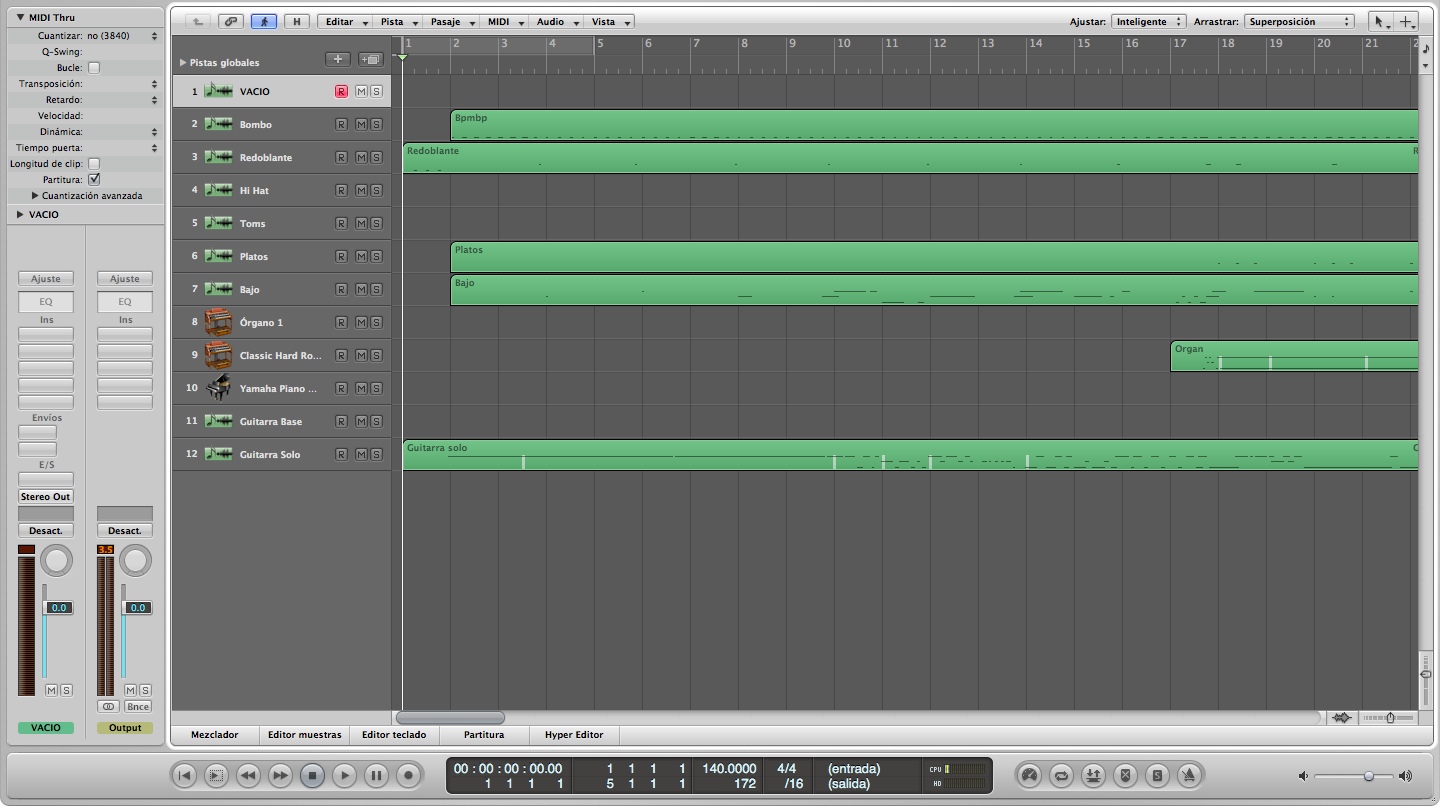 MIDI Thru
Cuantizar: no (3840)
Q-Swing:
Bucle:
Transposición:
Retardo:
Velocidad:
Dinámica:
Tiempo puerta:
Longitud de clip:
Partitura:
Cuantización avanzada
VACIO
Ajuste Ajuste
EQ EQ
Ins Ins
Envíos
E/S
Stereo Out
Desact. Desact.
3.5
0.0 0.0
M S M S
Bnce
VACIO Output
H Editar Pista Pasaje MIDI Audio Vista Ajustar: Inteligente Arrastrar: Superposición
Pistas globales
1 2 3 4 5 6 7 8 9 10 11 12 13 14 15 16 17 18 19 20 21
1 VACIO R M S
2 Bombo R M S Bpmbp
3 Redoblante R M S Redoblante R
4 Hi Hat R M S
5 Toms R M S
6 Platos R M S Platos
7 Bajo R M S Bajo
8 Órgano 1 R M S
9 Classic Hard Ro... R M S Organ
10 Yamaha Piano ... R M S
11 Guitarra Base R M S
12 Guitarra Solo R M S Guitarra solo
Mezclador Editor muestras Editor teclado Partitura Hyper Editor
00 : 00 : 00 : 00.00 1 1 1 1 140.0000 4/4 (entrada) CPU
1 1 1 1 5 1 1 1 172 /16 (salida) HD
S